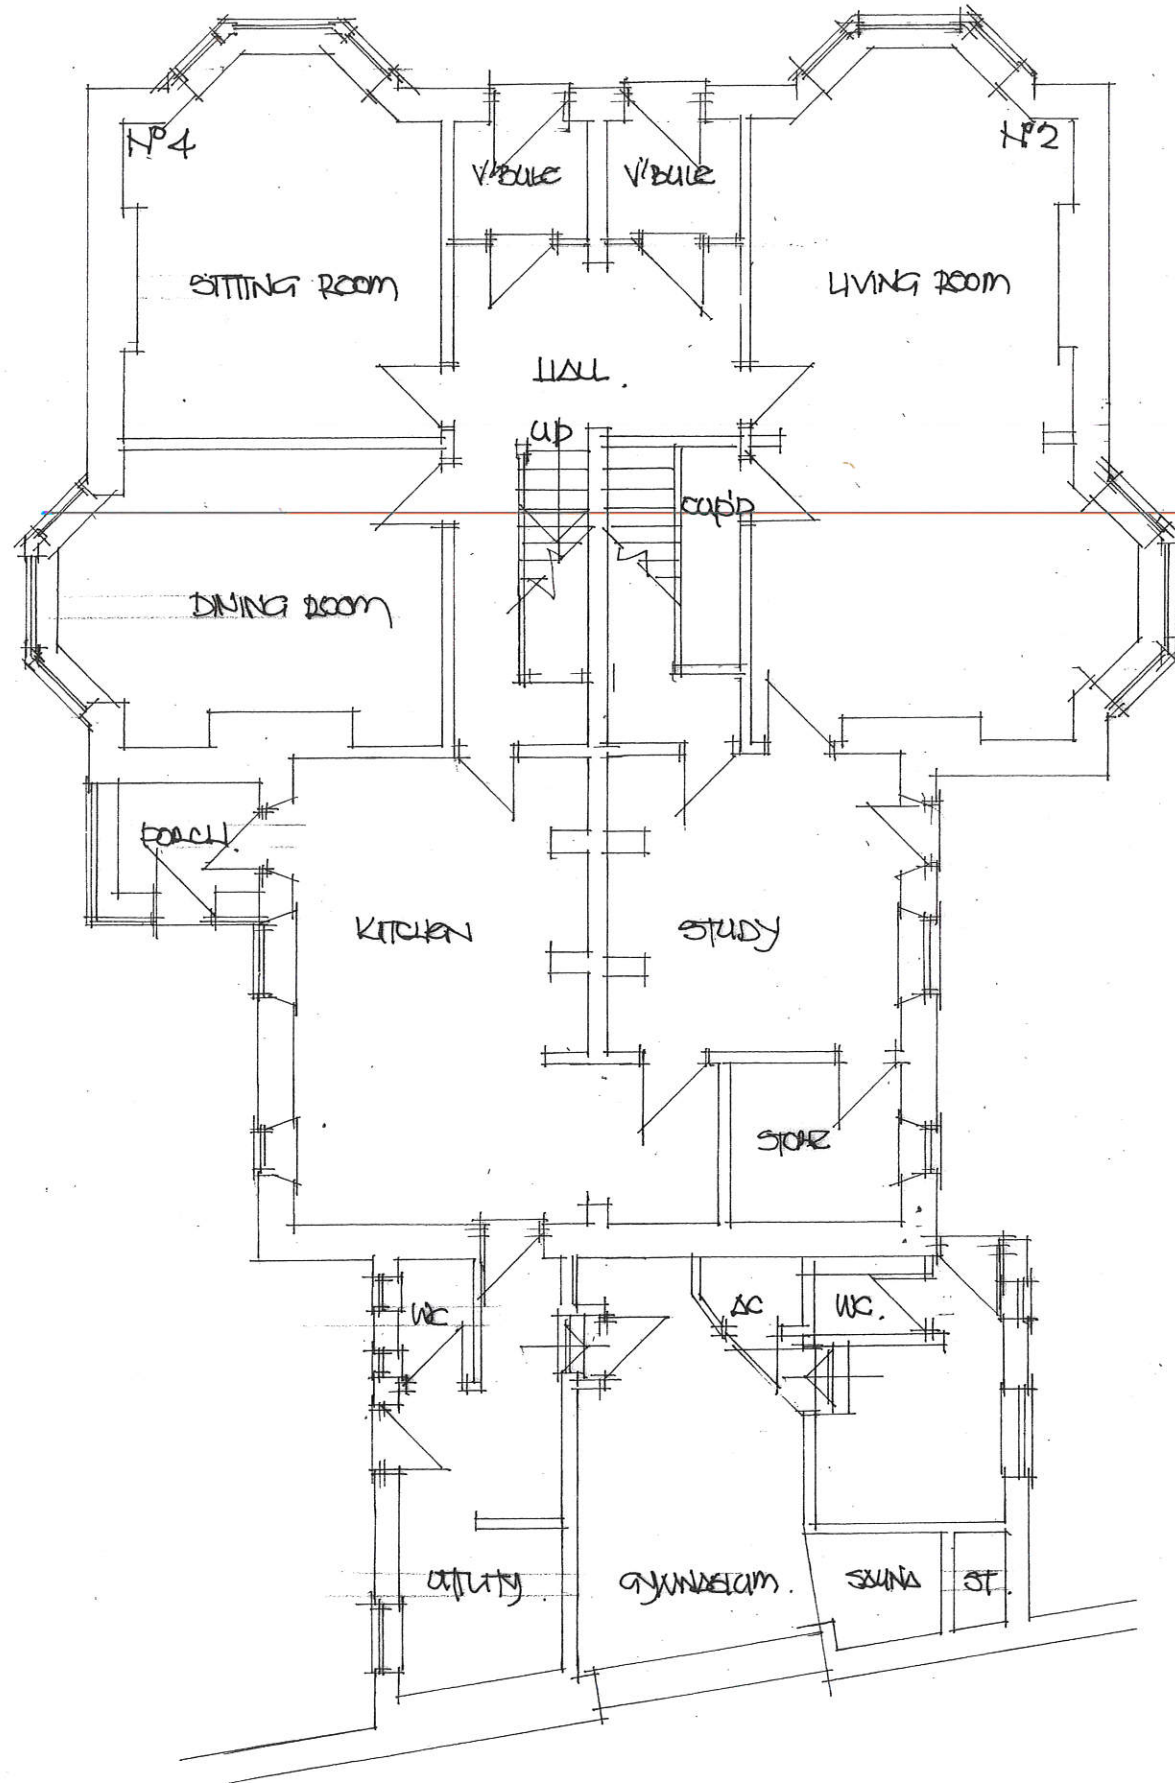 Nº4
Nº2
V'BULE
V'BULE
SITTING ROOM
LIVING ROOM
HALL.
UP
CUP'D
DINING ROOM
PORCH.
KITCHEN
STUDY
STORE
WC
AC
WC.
UTILITY
GYMNASIUM.
SAUNA
ST.